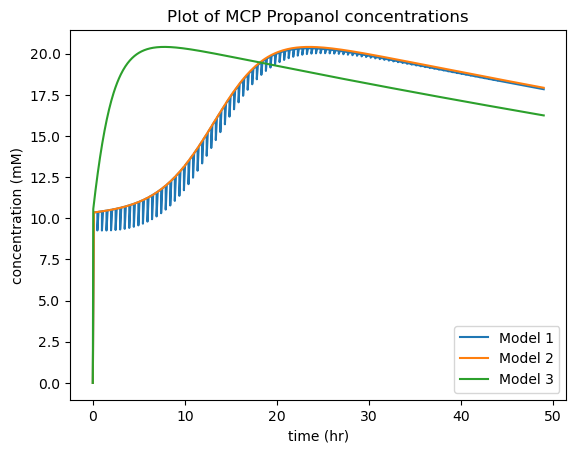 Plot of MCP Propanol concentrations
concentration (mM)
20.0
17.5
15.0
12.5
10.0
7.5
5.0
2.5
0.0
0 10 20 30 40 50
time (hr)
Model 1
Model 2
Model 3